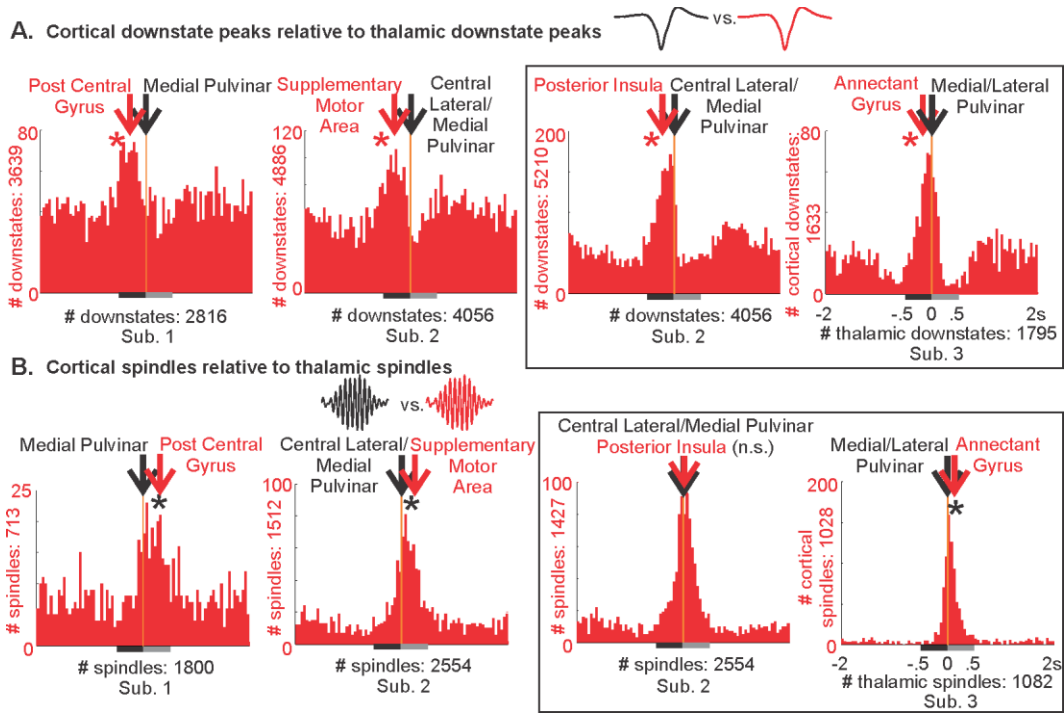 A. Cortical downstate peaks relative to thalamic downstate peaks
vs.
Post Central
Gyrus
Medial Pulvinar
*
80
# downstates: 3639
0
# downstates: 2816
Sub. 1
Supplementary
Motor
Area
Central
Lateral/
Medial
Pulvinar
*
120
# downstates: 4886
0
# downstates: 4056
Sub. 2
Posterior Insula
Central Lateral/
Medial
Pulvinar
*
200
# downstates: 5210
0
# downstates: 4056
Sub. 2
Annectant
Gyrus
Medial/Lateral
Pulvinar
*
80
# cortical downstates:
1633
0
-2 -.5 0 .5 2s
# thalamic downstates: 1795
Sub. 3
B. Cortical spindles relative to thalamic spindles
vs.
Medial Pulvinar
Post Central
Gyrus
*
25
# spindles: 713
0
# spindles: 1800
Sub. 1
Central Lateral/
Medial
Pulvinar
Supplementary
Motor
Area
*
100
# spindles: 1512
0
# spindles: 2554
Sub. 2
Central Lateral/Medial Pulvinar
Posterior Insula (n.s.)
100
# spindles: 1427
0
# spindles: 2554
Sub. 2
Medial/Lateral
Pulvinar
Annectant
Gyrus
*
200
# cortical
spindles: 1028
0
-2 -.5 0 .5 2s
# thalamic spindles: 1082
Sub. 3